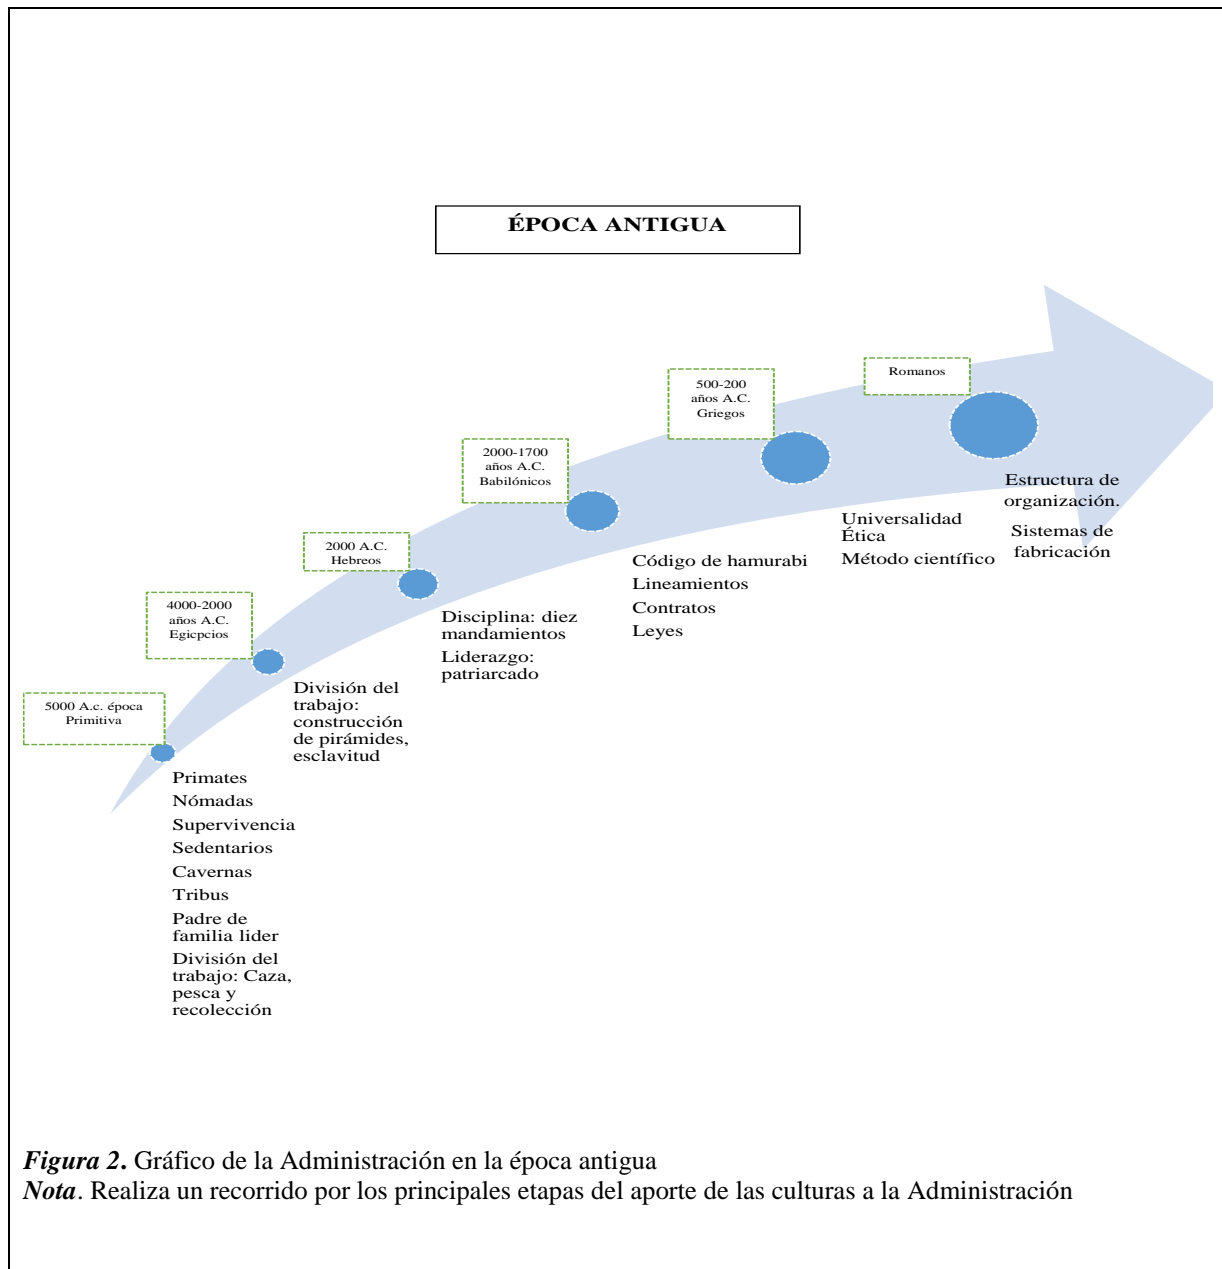 ÉPOCA ANTIGUA
5000 A.c. época
Primitiva
Primates
Nómadas
Supervivencia
Sedentarios
Cavernas
Tribus
Padre de
familia lider
División del
trabajo: Caza,
pesca y
recolección
4000-2000
años A.C.
Egicpcios
División del
trabajo:
construcción
de pirámides,
esclavitud
2000 A.C.
Hebreos
Disciplina: diez
mandamientos
Liderazgo:
patriarcado
2000-1700
años A.C.
Babilónicos
Código de hamurabi
Lineamientos
Contratos
Leyes
500-200
años A.C.
Griegos
Universalidad
Ética
Método científico
Romanos
Estructura de
organización.
Sistemas de
fabricación
Figura 2. Gráfico de la Administración en la época antigua
Nota. Realiza un recorrido por los principales etapas del aporte de las culturas a la Administración